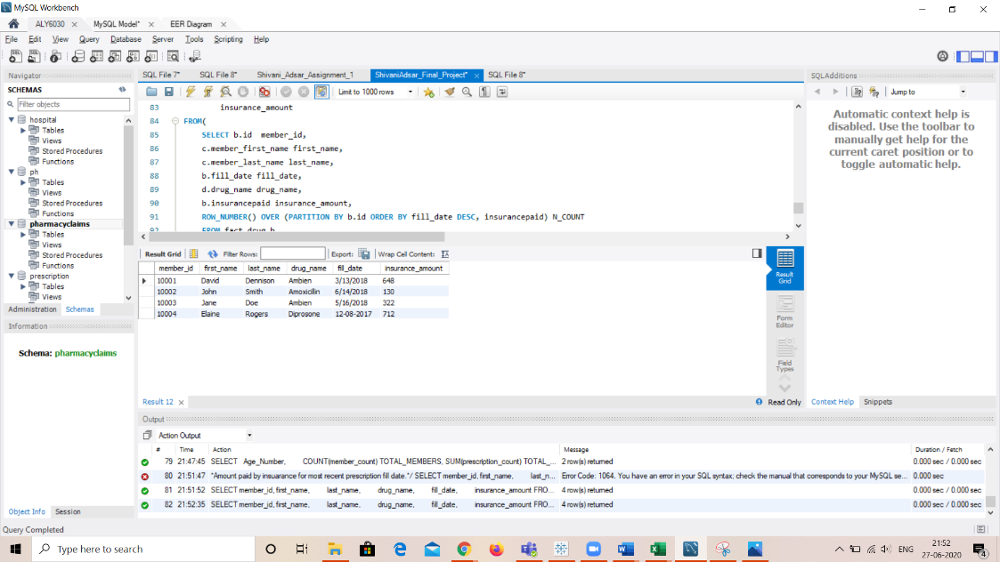 MySQL Workbench
ALY6030 × MySQL Model* × EER Diagram ×
File Edit View Query Database Server Tools Scripting Help
Navigator
SCHEMAS
Filter objects
hospital
Tables
Views
Stored Procedures
Functions
ph
Tables
Views
Stored Procedures
Functions
pharmacyclaims
Tables
Views
Stored Procedures
Functions
prescription
Tables
Views
Administration Schemas
Information
Schema: pharmacyclaims
Object Info Session
SQL File 7* SQL File 8* Shivani_Adsar_Assignment_1 ShivaniAdsar_Final_Project* × SQL File 8*
Limit to 1000 rows
83 insurance_amount
84 FROM(
85 SELECT b.id member_id,
86 c.member_first_name first_name,
87 c.member_last_name last_name,
88 b.fill_date fill_date,
89 d.drug_name drug_name,
90 b.insurancepaid insurance_amount,
91 ROW_NUMBER() OVER (PARTITION BY b.id ORDER BY fill_date DESC, insurancepaid) N_COUNT
92 FROM fact_drug b
Result Grid Filter Rows: Export: Wrap Cell Content:
member_id first_name last_name drug_name fill_date insurance_amount
10001 David Dennison Ambien 3/13/2018 648
10002 John Smith Amoxicillin 6/14/2018 130
10003 Jane Doe Ambien 5/16/2018 322
10004 Elaine Rogers Diprosone 12-08-2017 712
Result Grid
Form Editor
Field Types
Result 12 × Read Only
SQLAdditions
Jump to
Automatic context help is
disabled. Use the toolbar to
manually get help for the
current caret position or to
toggle automatic help.
Context Help Snippets
Output
Action Output
# Time Action Message Duration / Fetch
79 21:47:45 SELECT Age_Number, COUNT(member_count) TOTAL_MEMBERS, SUM(prescription_count) TOTAL_... 2 row(s) returned 0.000 sec / 0.000 sec
80 21:51:47 "Amount paid by insuarance for most recent prescription fill date."/ SELECT member_id, first_name, last_n... Error Code: 1064. You have an error in your SQL syntax; check the manual that corresponds to your MySQL se... 0.000 sec
81 21:51:52 SELECT member_id, first_name, last_name, drug_name, fill_date, insurance_amount FRO... 4 row(s) returned 0.000 sec / 0.000 sec
82 21:52:35 SELECT member_id, first_name, last_name, drug_name, fill_date, insurance_amount FRO... 4 row(s) returned 0.000 sec / 0.000 sec
Query Completed
Type here to search
ENG
21:52
27-06-2020
4